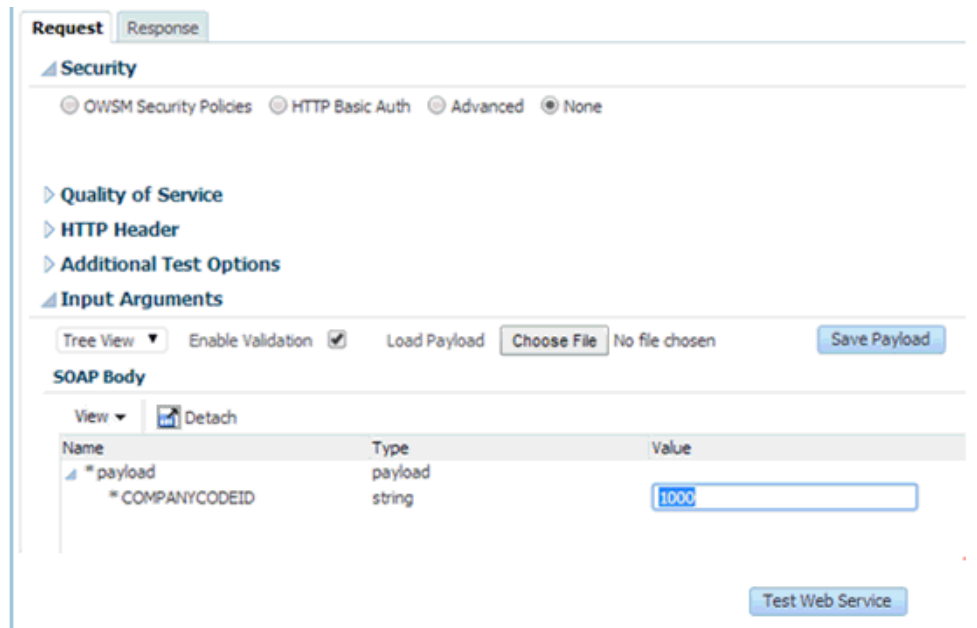 Request Response
Security
OWSM Security Policies HTTP Basic Auth Advanced None
Quality of Service
HTTP Header
Additional Test Options
Input Arguments
Tree View Enable Validation Load Payload Choose File No file chosen Save Payload
SOAP Body
View Detach
Name Type Value
* payload payload
* COMPANYCODEID string 1000
Test Web Service